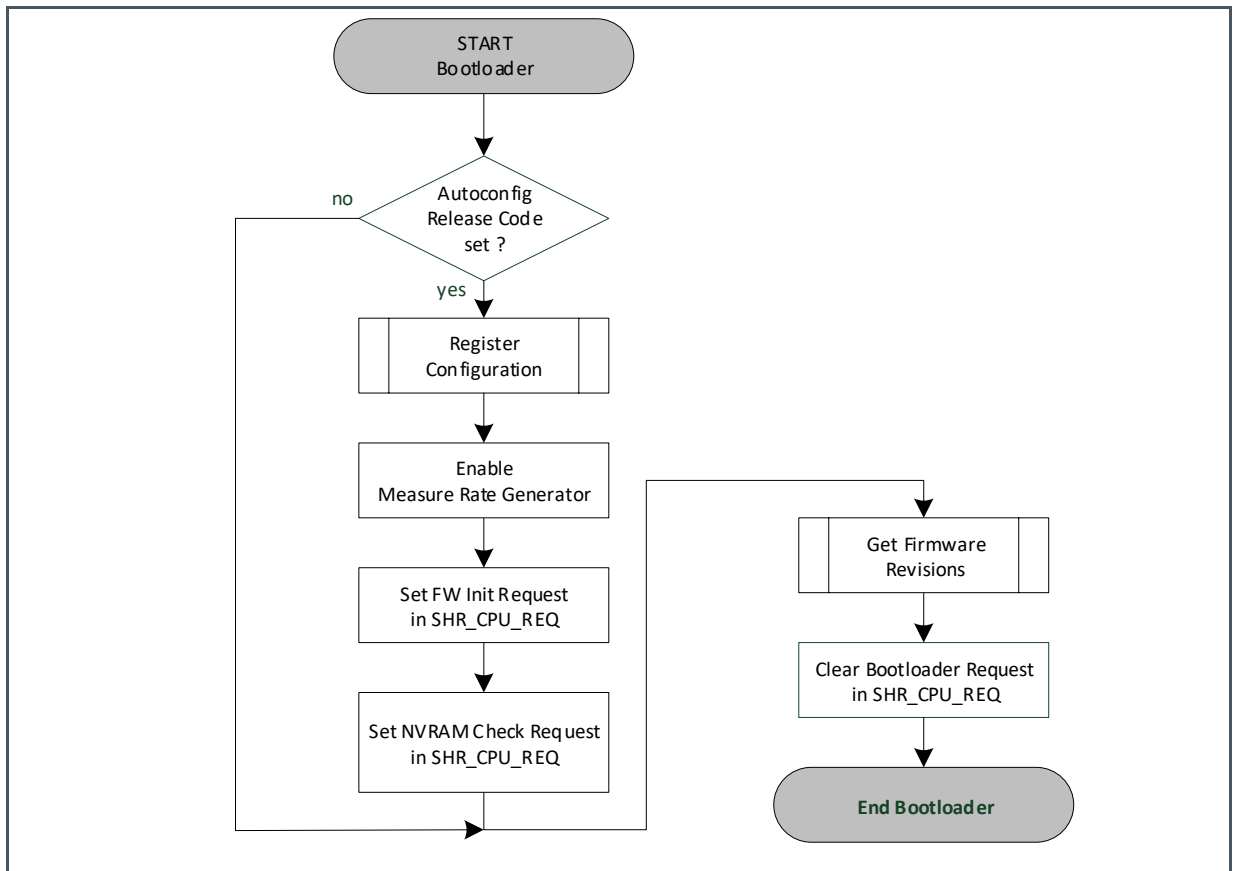 START
Bootloader
Autoconfig
Release Code
set ?
no
yes
Register
Configuration
Enable
Measure Rate Generator
Set FW Init Request
in SHR_CPU_REQ
Set NVRAM Check Request
in SHR_CPU_REQ
Get Firmware
Revisions
Clear Bootloader Request
in SHR_CPU_REQ
End Bootloader